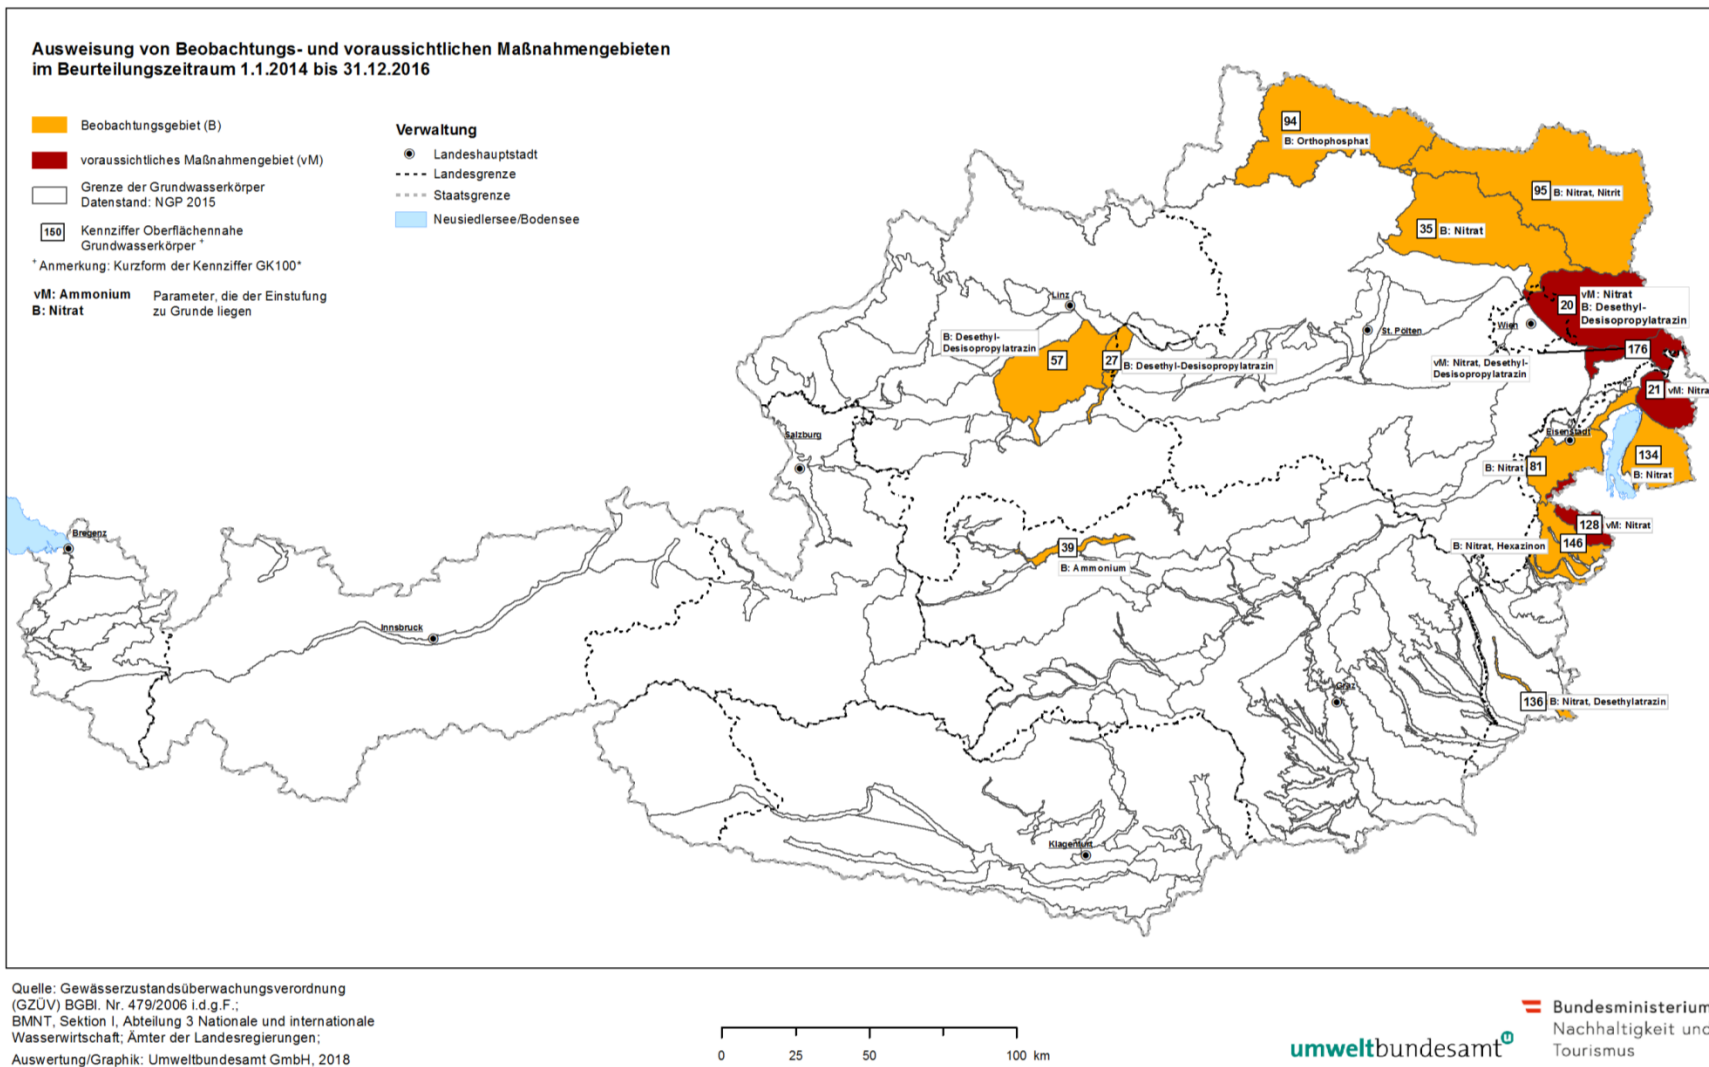 Ausweisung von Beobachtungs- und voraussichtlichen Maßnahmengebieten
im Beurteilungszeitraum 1.1.2014 bis 31.12.2016
Beobachtungsgebiet (B)
voraussichtliches Maßnahmengebiet (vM)
Grenze der Grundwasserkörper
Datenstand: NGP 2015
150
Kennziffer Oberflächennahe
Grundwasserkörper +
+ Anmerkung: Kurzform der Kennziffer GK100*
vM: Ammonium
B: Nitrat
Parameter, die der Einstufung
zu Grunde liegen
Verwaltung
Landeshauptstadt
Landesgrenze
Staatsgrenze
Neusiedlersee/Bodensee
94
B: Orthophosphat
95
B: Nitrat, Nitrit
35
B: Nitrat
20
vM: Nitrat
B: Desethyl-
Desisopropylatrazin
Linz
Wien
St. Pölten
B: Desethyl-
Desisopropylatrazin
57
27
B: Desethyl-Desisopropylatrazin
176
vM: Nitrat, Desethyl-
Desisopropylatrazin
21
vM: Nitra
Salzburg
Eisenstadt
134
B: Nitrat
B: Nitrat
81
128
vM: Nitrat
146
B: Nitrat, Hexazinon
39
B: Ammonium
Bregenz
Innsbruck
Graz
136
B: Nitrat, Desethylatrazin
Klagenfurt
Quelle: Gewässerzustandsüberwachungsverordnung
(GZÜV) BGBl. Nr. 479/2006 i.d.g.F.;
BMNT, Sektion I, Abteilung 3 Nationale und internationale
Wasserwirtschaft; Ämter der Landesregierungen;
Auswertung/Graphik: Umweltbundesamt GmbH, 2018
0 25 50 100 km
umweltbundesamt u
Bundesministerium
Nachhaltigkeit und
Tourismus